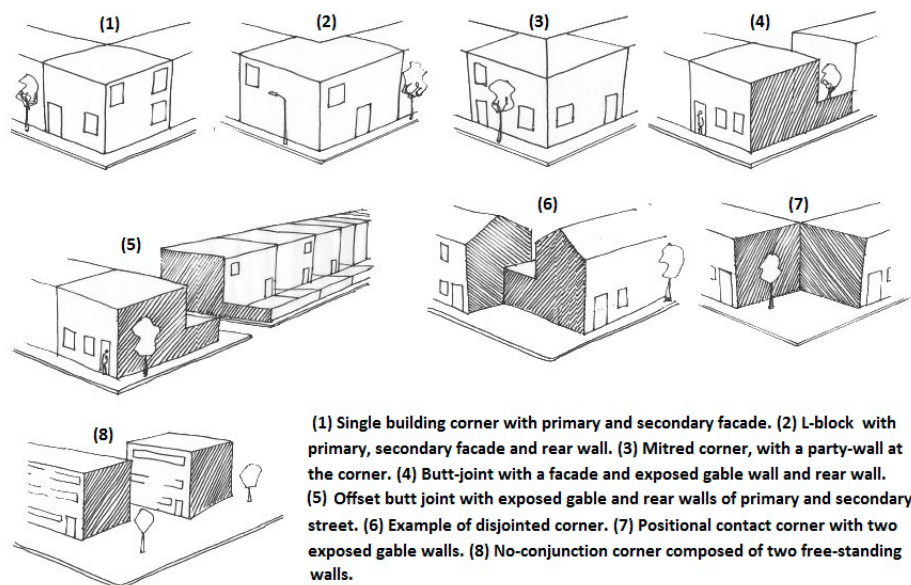 (1)
(2)
(3)
(4)
(5)
(6)
(7)
(8)
(1) Single building corner with primary and secondary facade. (2) L-block with
primary, secondary facade and rear wall. (3) Mitred corner, with a party-wall at
the corner. (4) Butt-joint with a facade and exposed gable wall and rear wall.
(5) Offset butt joint with exposed gable and rear walls of primary and secondary
street. (6) Example of disjointed corner. (7) Positional contact corner with two
exposed gable walls. (8) No-conjunction corner composed of two free-standing
walls.